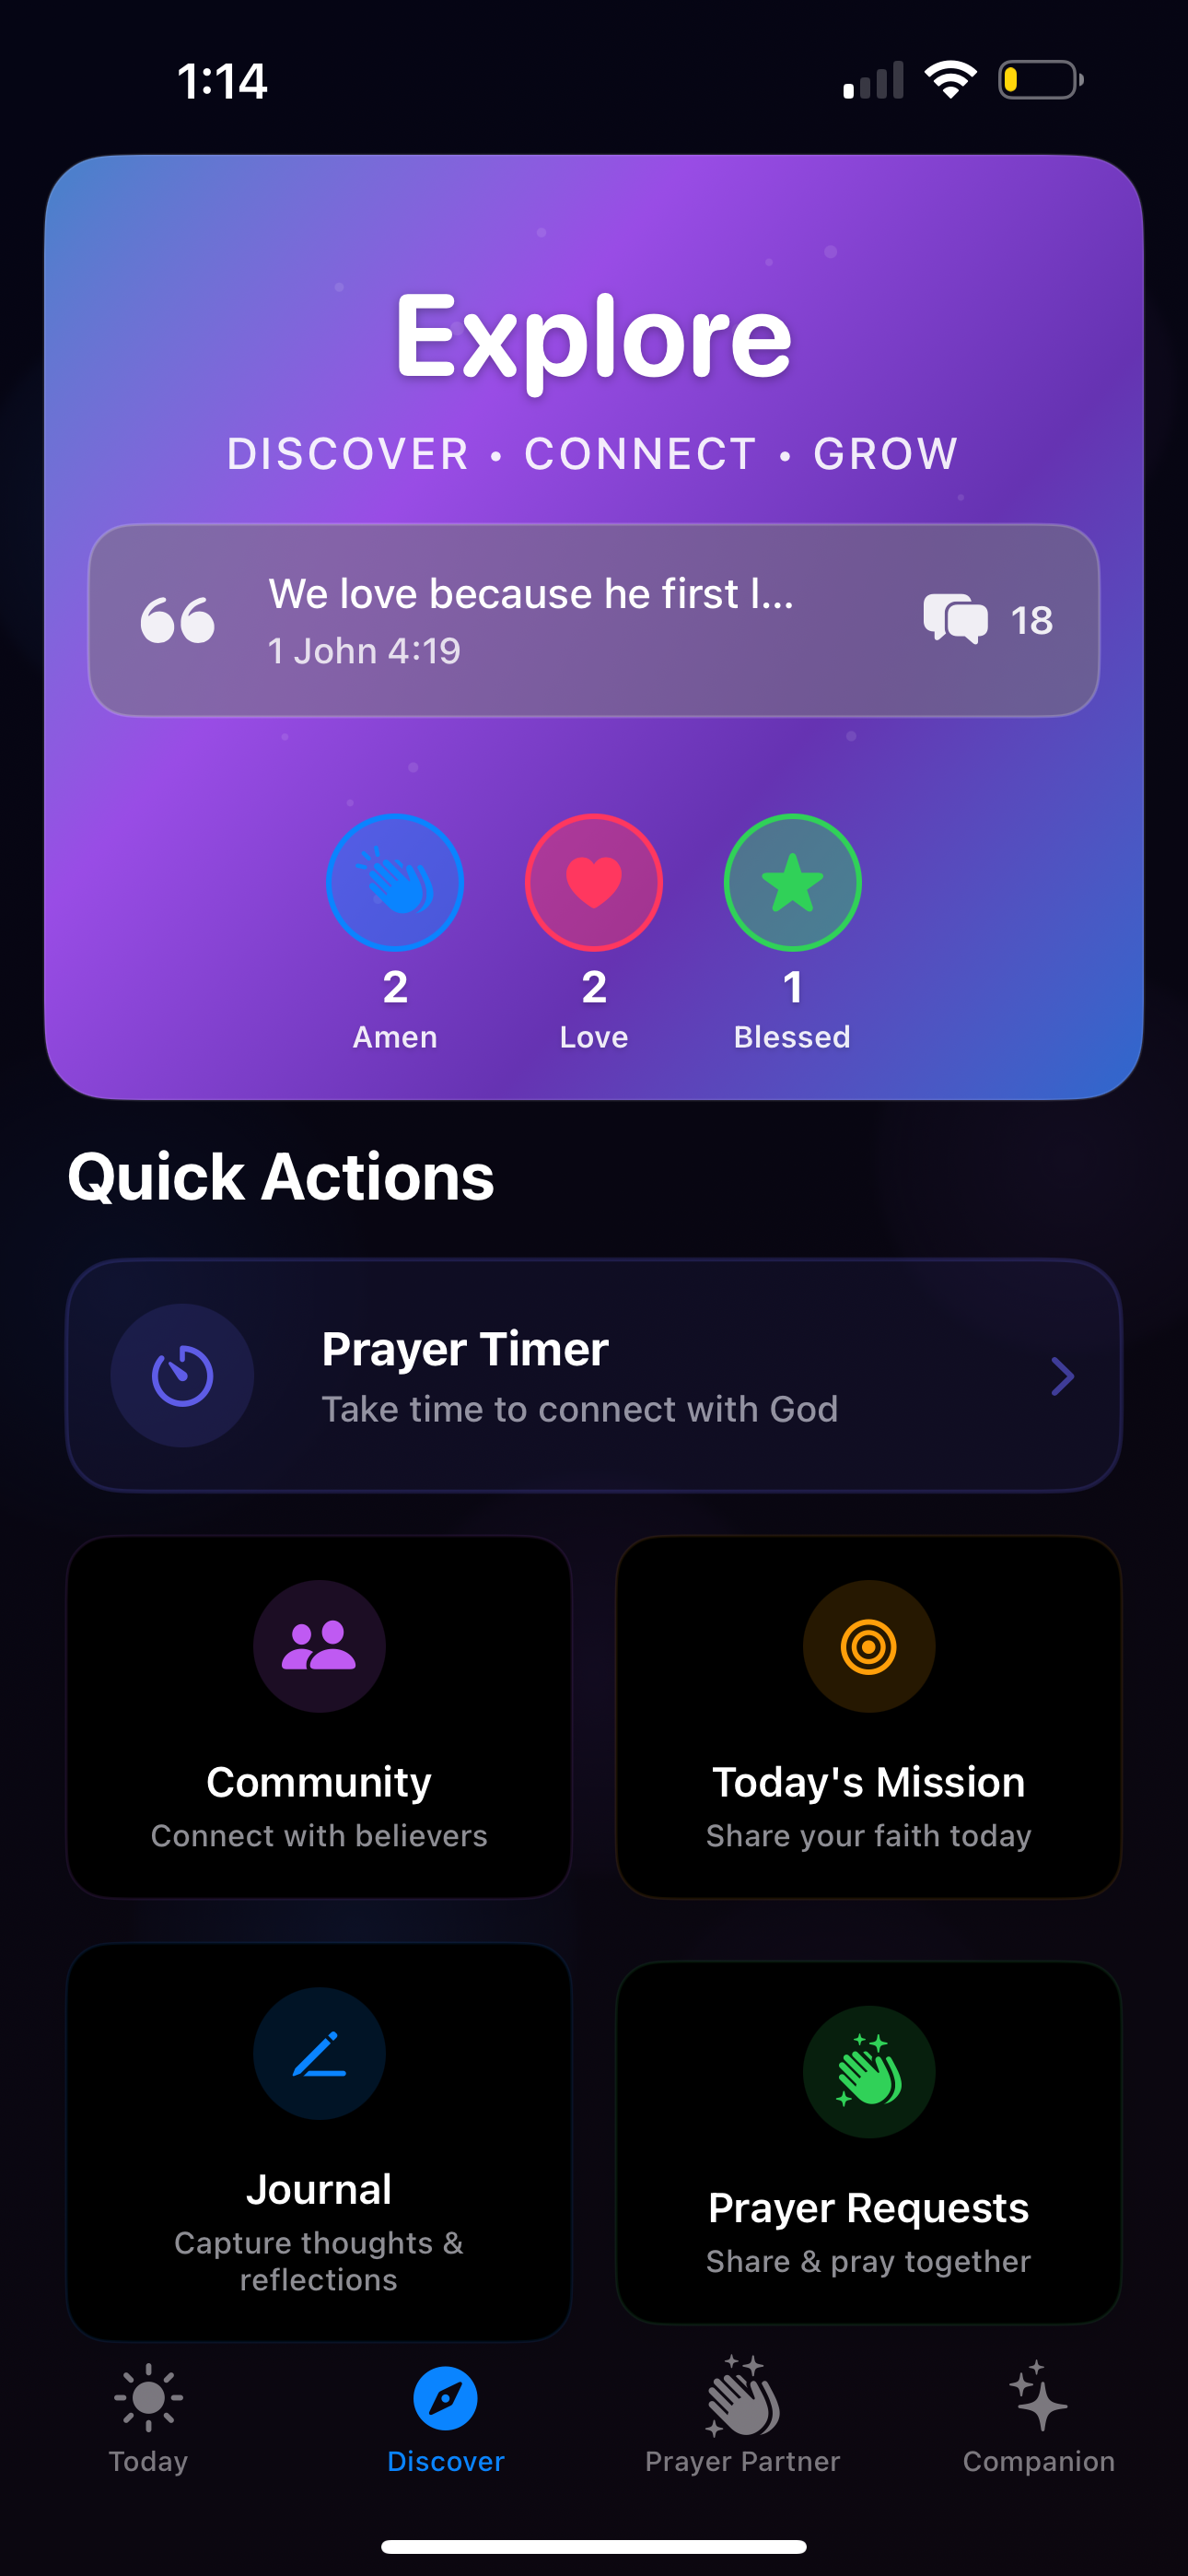 1:14
Explore
DISCOVER • CONNECT • GROW
We love because he first l...
1 John 4:19
18
2
Amen
2
Love
1
Blessed
Quick Actions
Prayer Timer
Take time to connect with God
Community
Connect with believers
Today's Mission
Share your faith today
Journal
Capture thoughts &
reflections
Prayer Requests
Share & pray together
Today
Discover
Prayer Partner
Companion